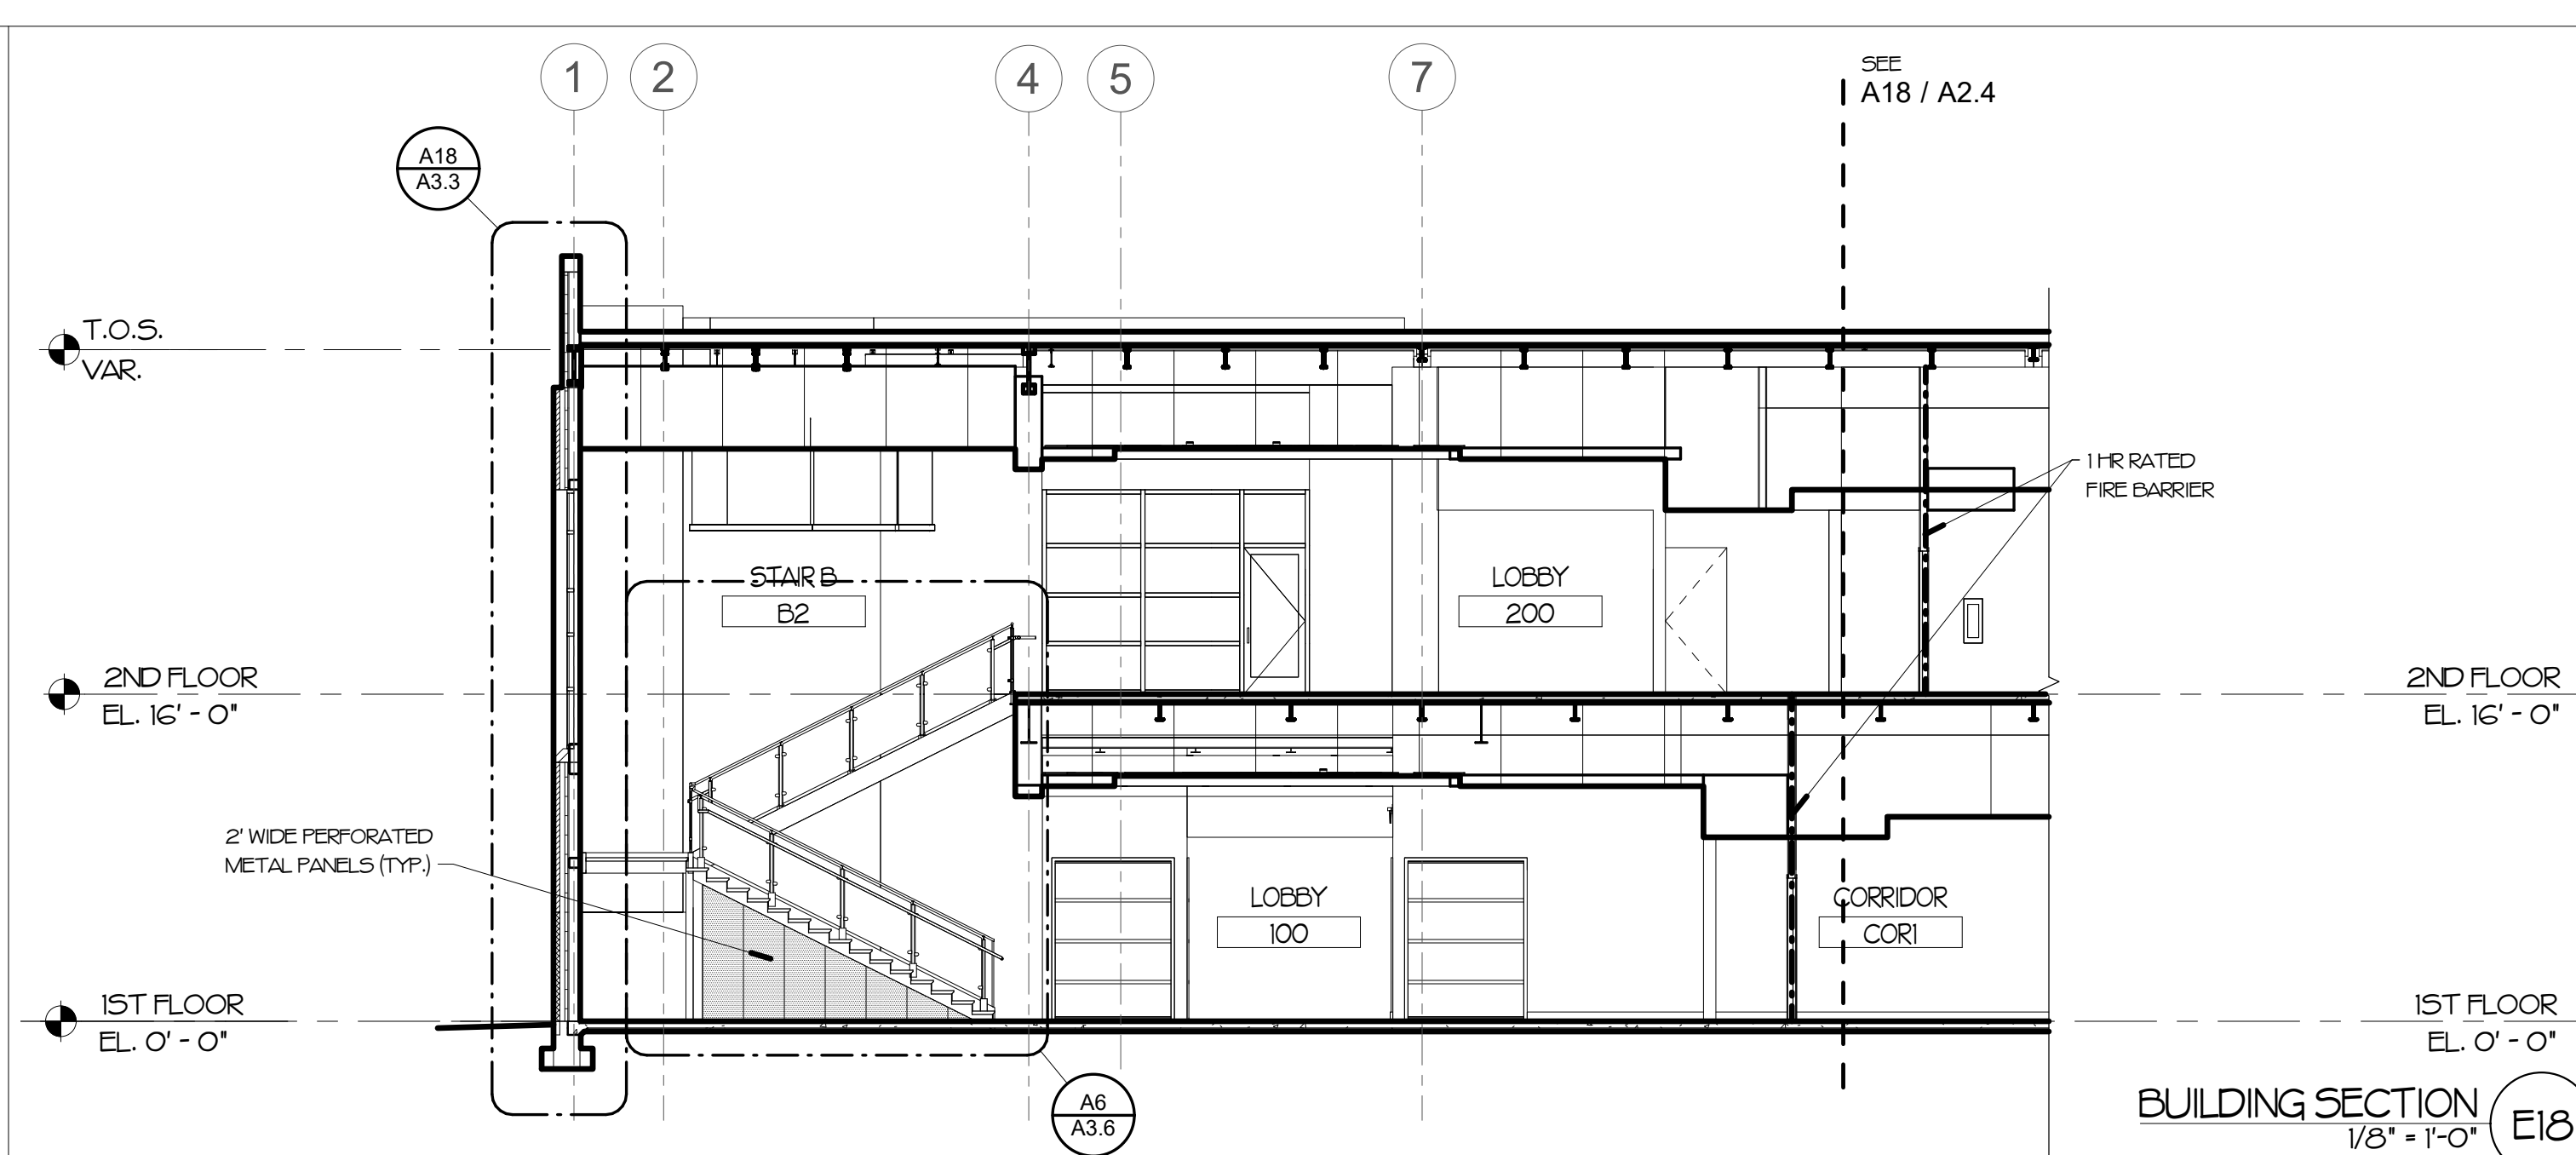 1
2
4
5
7
SEE
A18 / A2.4
A18
A3.3
T.O.S.
VAR.
1 HR RATED
FIRE BARRIER
STAIR B
B2
LOBBY
200
2ND FLOOR
EL. 16' - 0"
2ND FLOOR
EL. 16' - 0"
2' WIDE PERFORATED
METAL PANELS (TYP.)
LOBBY
100
CORRIDOR
COR1
1ST FLOOR
EL. 0' - 0"
1ST FLOOR
EL. 0' - 0"
A6
A3.6
BUILDING SECTION
1/8" = 1'-0"
E18